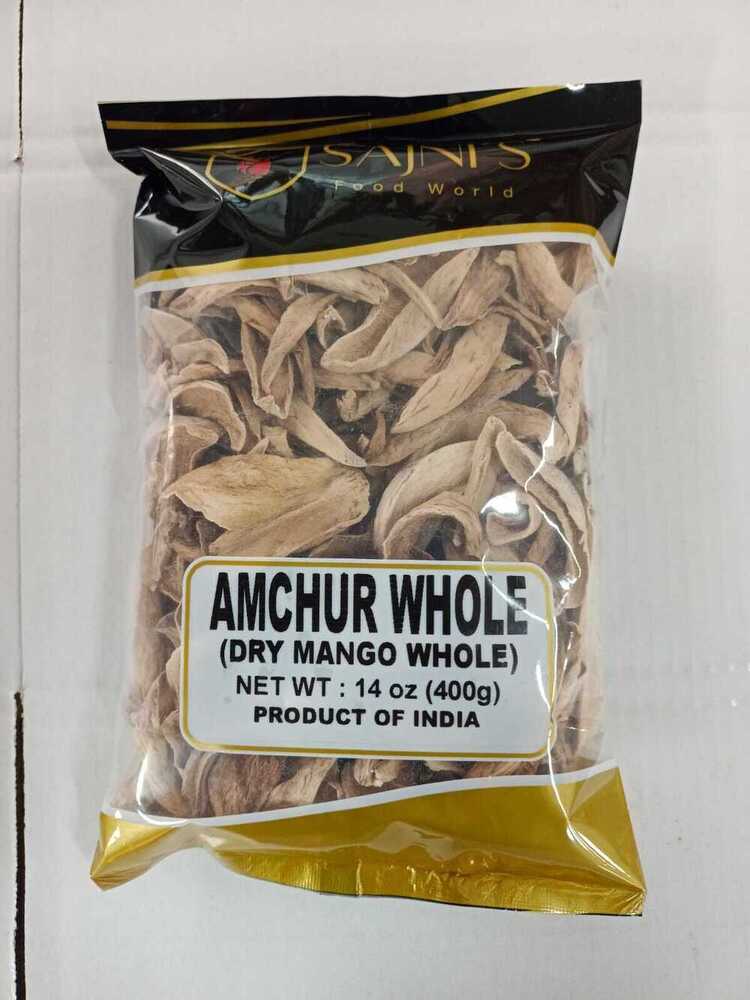 SAJNI'S
Food World
AMCHUR WHOLE
(DRY MANGO WHOLE)
NET WT : 14 oz (400g)
PRODUCT OF INDIA